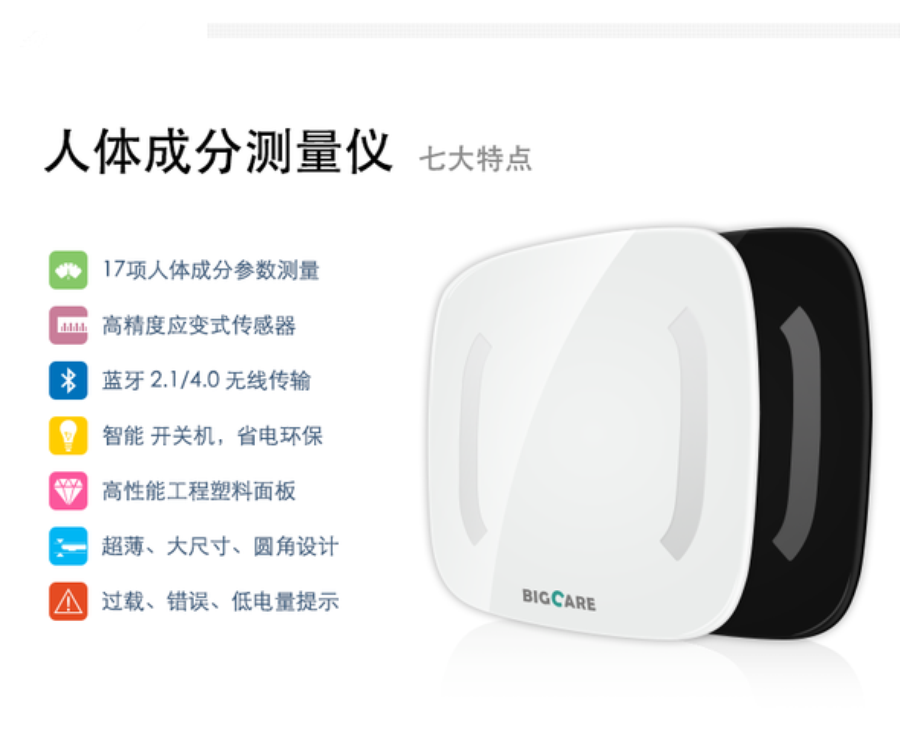 人体成分测量仪 七大特点
17项人体成分参数测量
高精度应变式传感器
蓝牙 2.1/4.0 无线传输
智能 开关机，省电环保
高性能工程塑料面板
超薄、大尺寸、圆角设计
过载、错误、低电量提示
BIGCARE